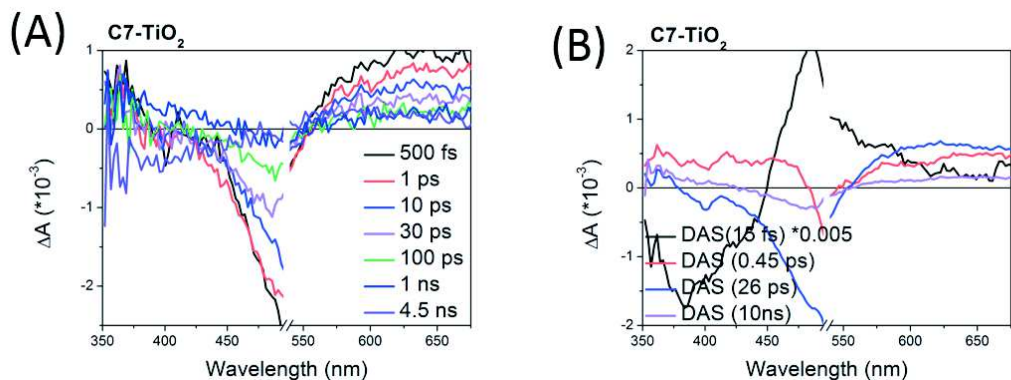 (A)
C7-TiO2
1
0
-1
-2
350
400
450
550
600
650
ΔA (*10-3)
Wavelength (nm)
500 fs
1 ps
10 ps
30 ps
100 ps
1 ns
4.5 ns
(B)
C7-TiO2
2
1
0
-1
-2
350
400
450
550
600
650
ΔA (*10-3)
Wavelength (nm)
DAS (15 fs) *0.005
DAS (0.45 ps)
DAS (26 ps)
DAS (10ns)